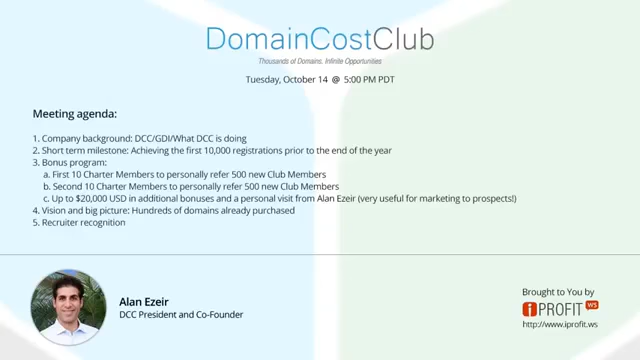 DomainCostClub
Thousands of Domains. Infinite Opportunities
Tuesday, October 14 @ 5:00 PM PDT
Meeting agenda:
1. Company background: DCC/GDI/What DCC is doing
2. Short term milestone: Achieving the first 10,000 registrations prior to the end of the year
3. Bonus program:
a. First 10 Charter Members to personally refer 500 new Club Members
b. Second 10 Charter Members to personally refer 500 new Club Members
c. Up to $20,000 USD in additional bonuses and a personal visit from Alan Ezeir (very useful for marketing to prospects!)
4. Vision and big picture: Hundreds of domains already purchased
5. Recruiter recognition
Alan Ezeir
DCC President and Co-Founder
Brought to You by
iPROFIT WS
http://www.iprofit.ws